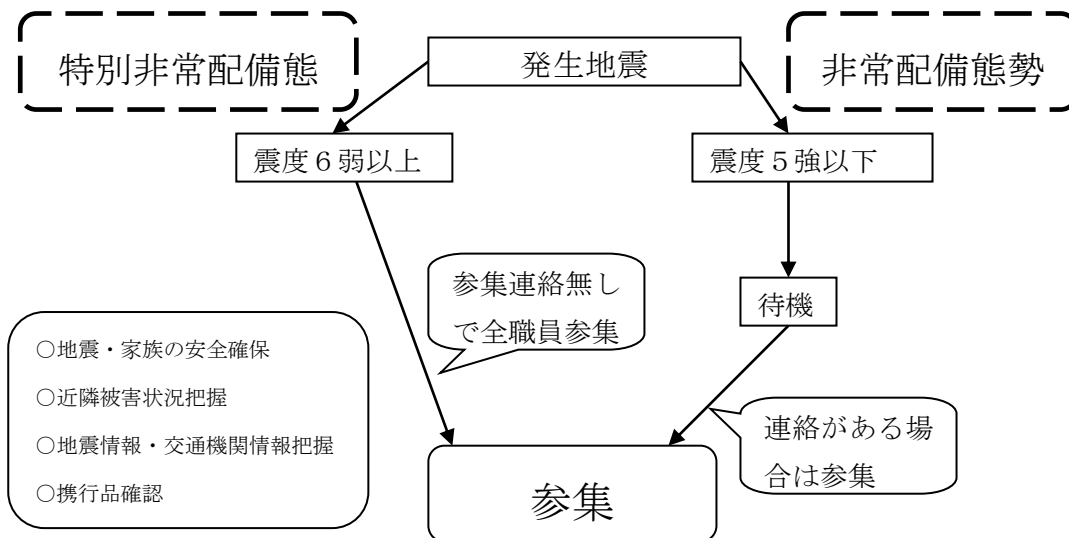 特別非常配備態
発生地震
非常配備態勢
震度６弱以上
震度５強以下
参集連絡無し
で全職員参集
待機
○地震・家族の安全確保
○近隣被害状況把握
○地震情報・交通機関情報把握
○携行品確認
連絡がある場
合は参集
参集